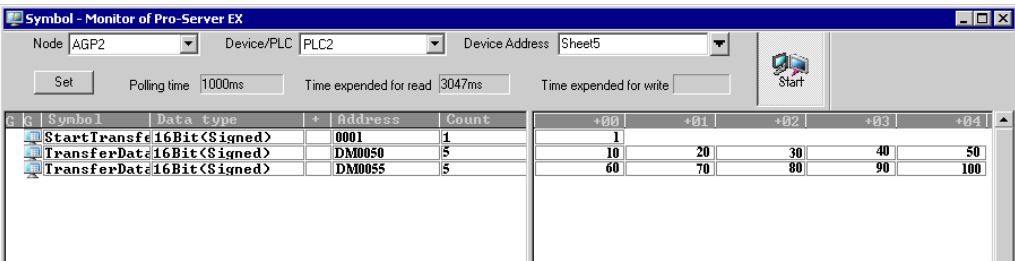 Symbol - Monitor of Pro-Server EX
Node AGP2 Device/PLC PLC2 Device Address Sheet5
Set Polling time 1000ms Time expended for read 3047ms Time expended for write Start
G G Symbol Data type + Address Count +00 +01 +02 +03 +04
StartTransfe 16Bit(Signed) 0001 1 1
TransferData 16Bit(Signed) DM0050 5 10 20 30 40 50
TransferData 16Bit(Signed) DM0055 5 60 70 80 90 100